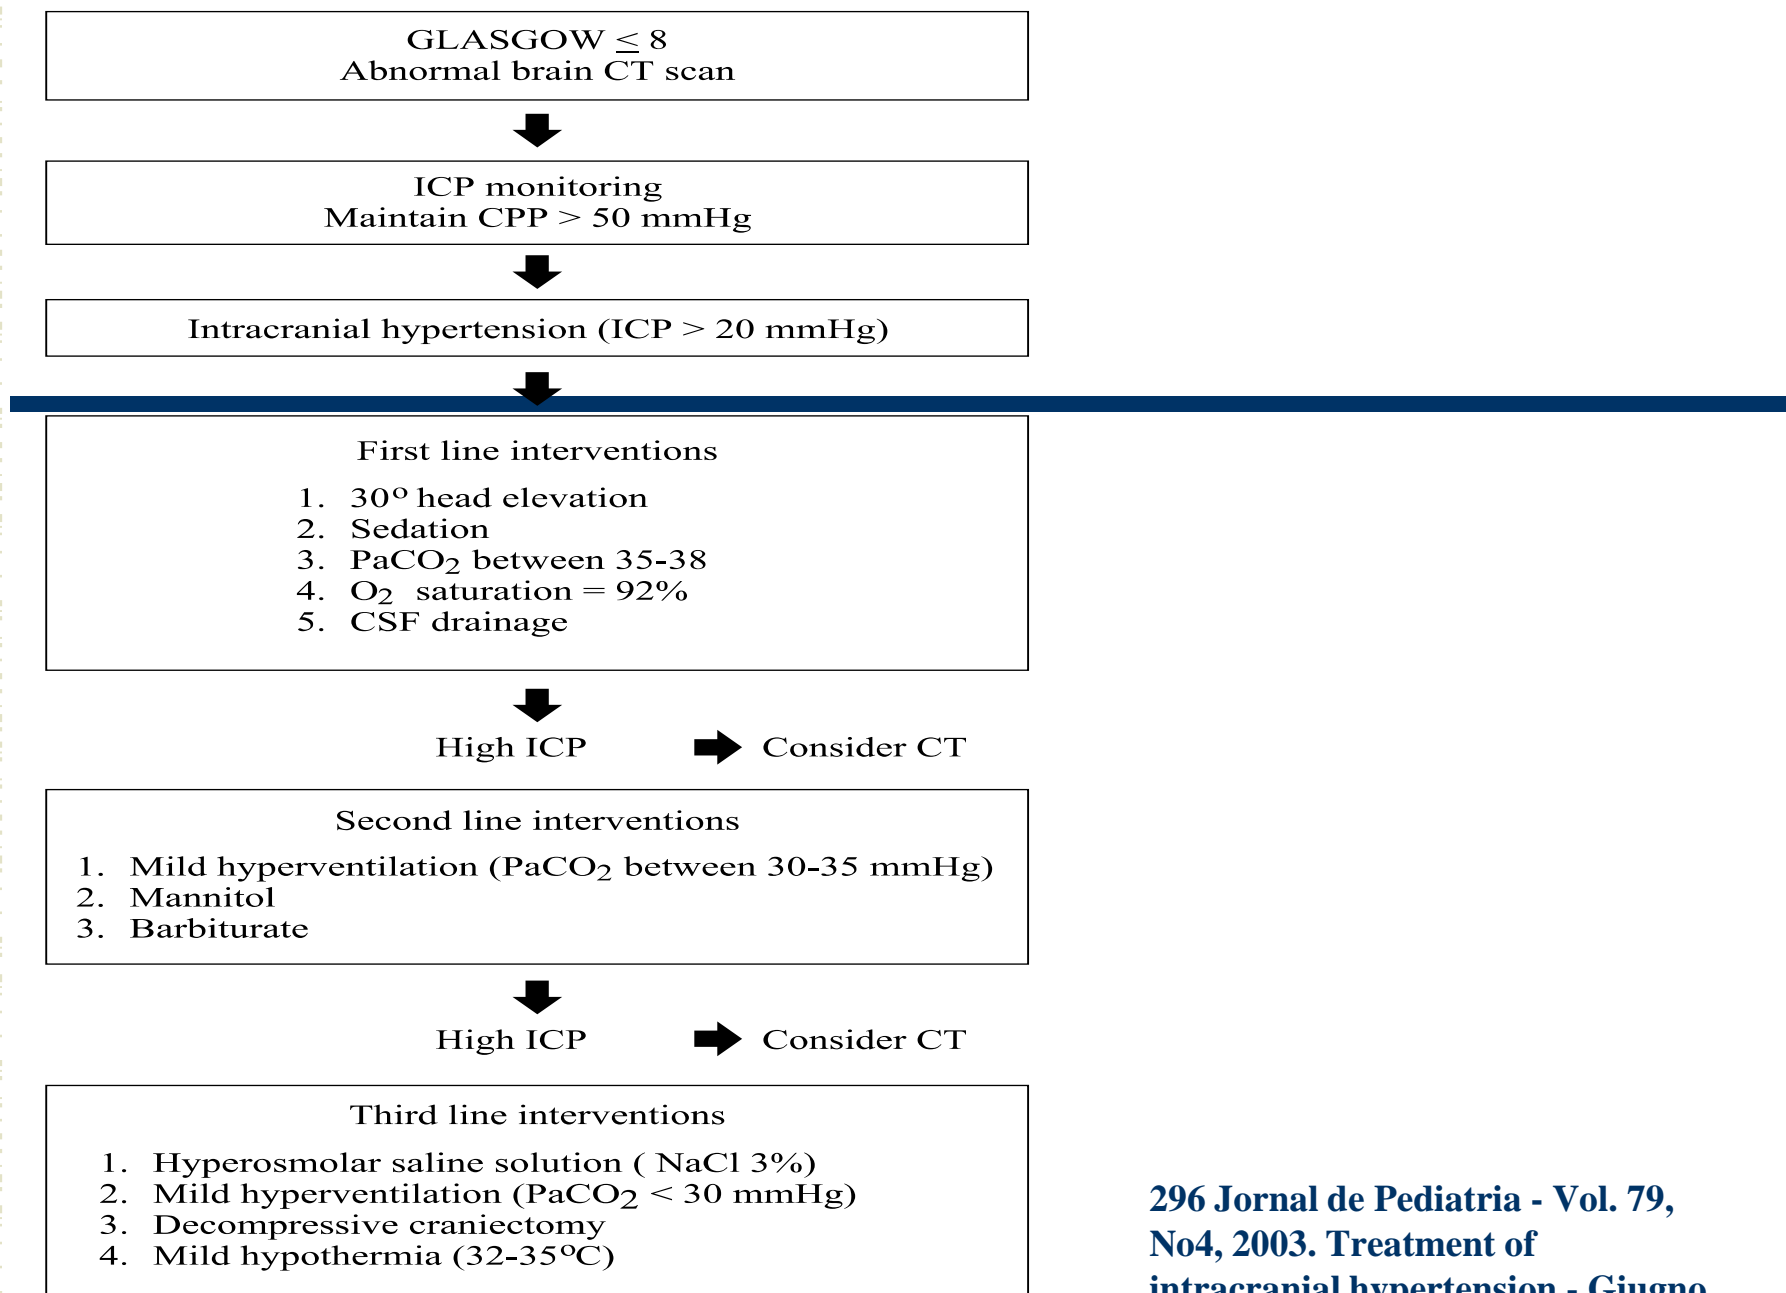 GLASGOW ≤ 8
Abnormal brain CT scan
ICP monitoring
Maintain CPP > 50 mmHg
Intracranial hypertension (ICP > 20 mmHg)
First line interventions
1. 30º head elevation
2. Sedation
3. PaCO₂ between 35-38
4. O₂ saturation = 92%
5. CSF drainage
High ICP
Consider CT
Second line interventions
1. Mild hyperventilation (PaCO₂ between 30-35 mmHg)
2. Mannitol
3. Barbiturate
High ICP
Consider CT
Third line interventions
1. Hyperosmolar saline solution ( NaCl 3%)
2. Mild hyperventilation (PaCO₂ < 30 mmHg)
3. Decompressive craniectomy
4. Mild hypothermia (32-35ºC)
296 Jornal de Pediatria - Vol. 79,
No4, 2003. Treatment of
intracranial hypertension - Giugno